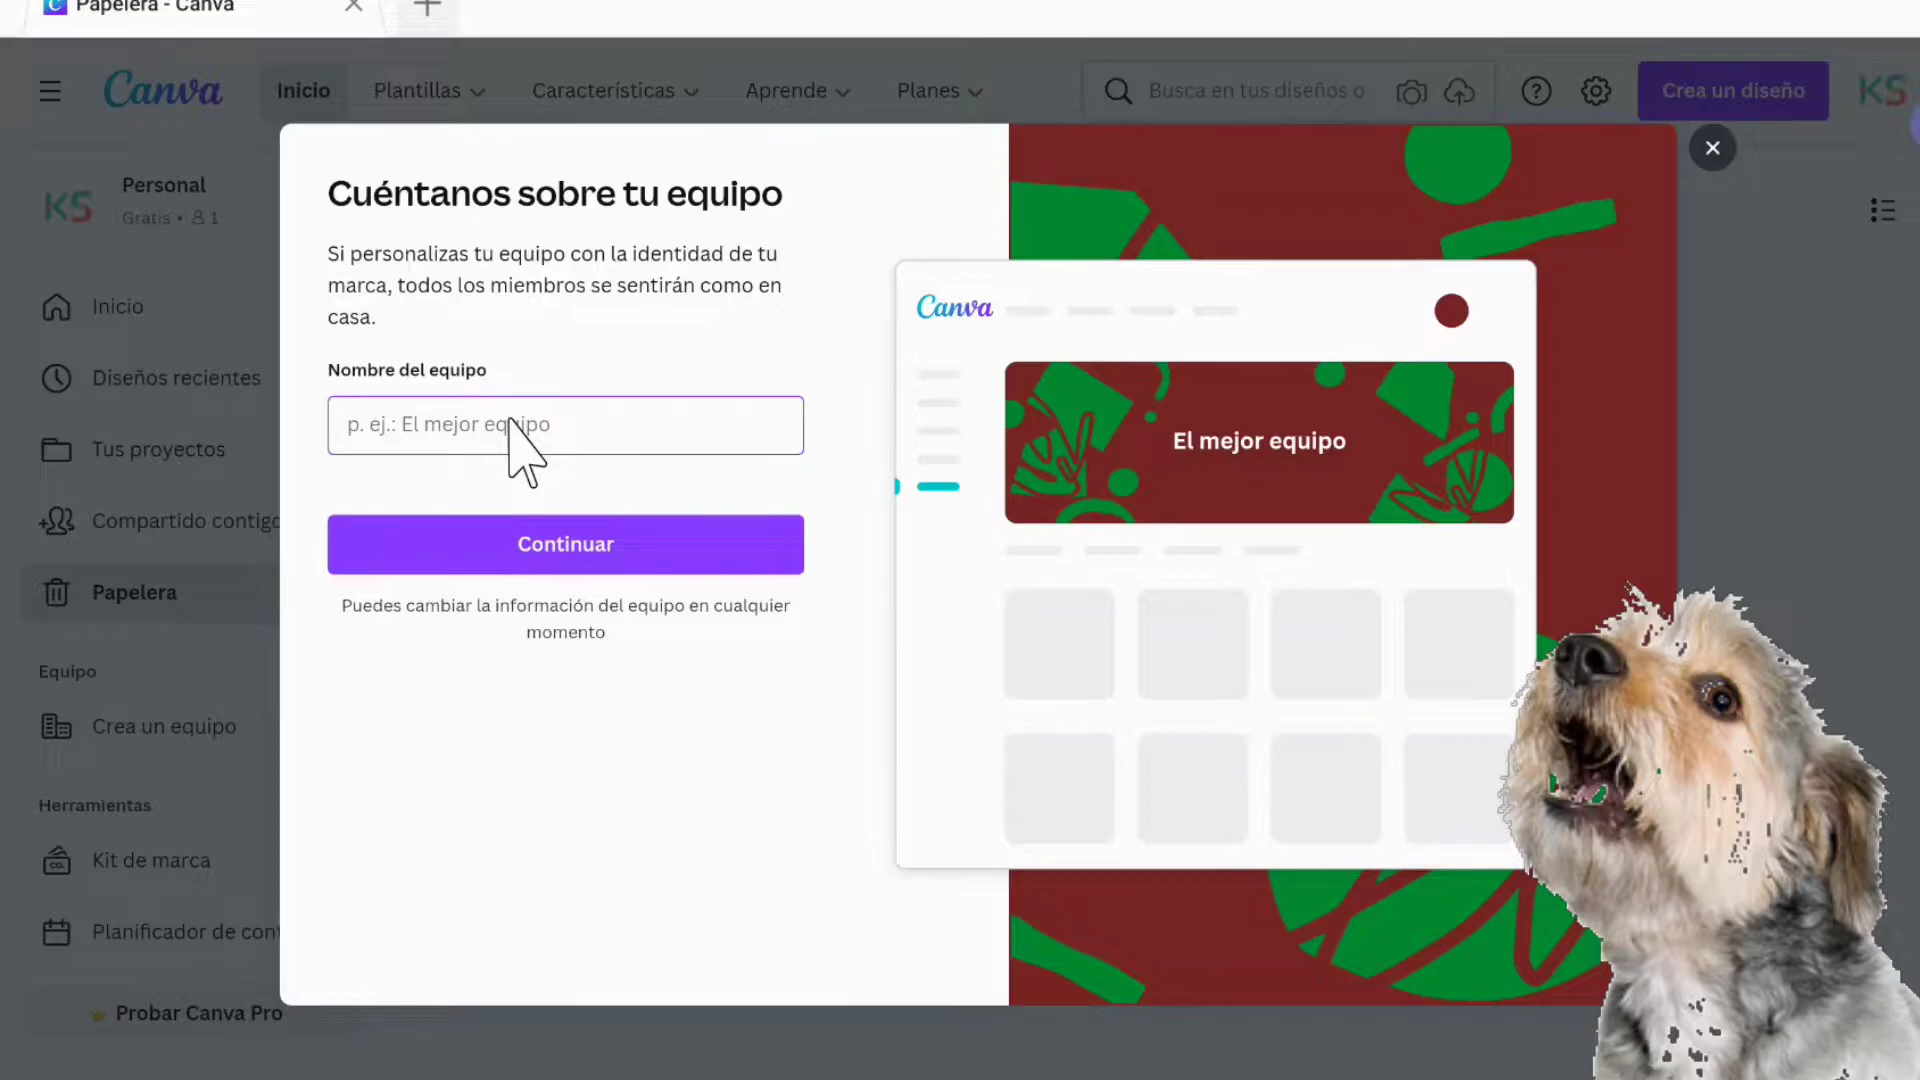 Papelera - Canva
Canva
Inicio
Plantillas
Características
Aprende
Planes
Busca en tus diseños o
Crea un diseño
KS
KS
Personal
Gratis • 1
Inicio
Diseños recientes
Tus proyectos
Compartido contigo
Papelera
Equipo
Crea un equipo
Herramientas
Kit de marca
CO.
Planificador de con
Probar Canva Pro
Cuéntanos sobre tu equipo
Si personalizas tu equipo con la identidad de tu
marca, todos los miembros se sentirán como en
casa.
Nombre del equipo
p. ej.: El mejor equipo
Continuar
Puedes cambiar la información del equipo en cualquier
momento
Canva
El mejor equipo